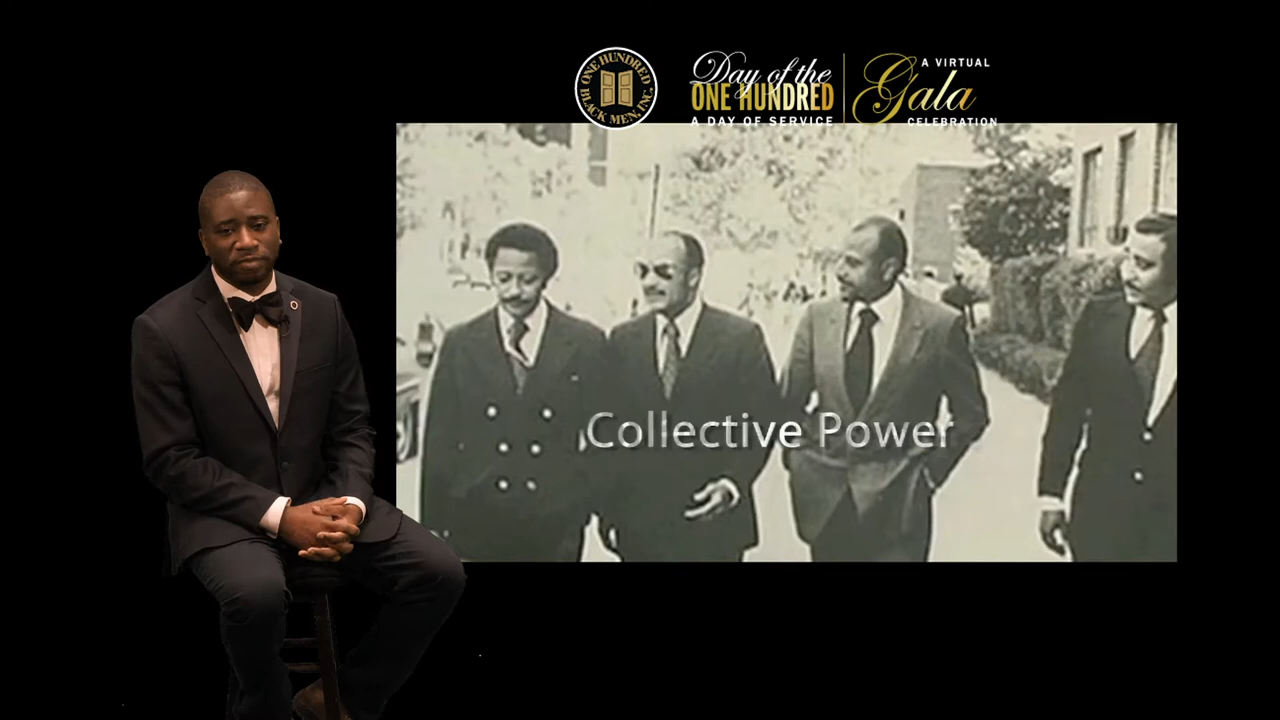 ONE HUNDRED
BLACK MEN, INC.
Day of the
ONE HUNDRED
A DAY OF SERVICE
A VIRTUAL
Gala
CELEBRATION
Collective Power